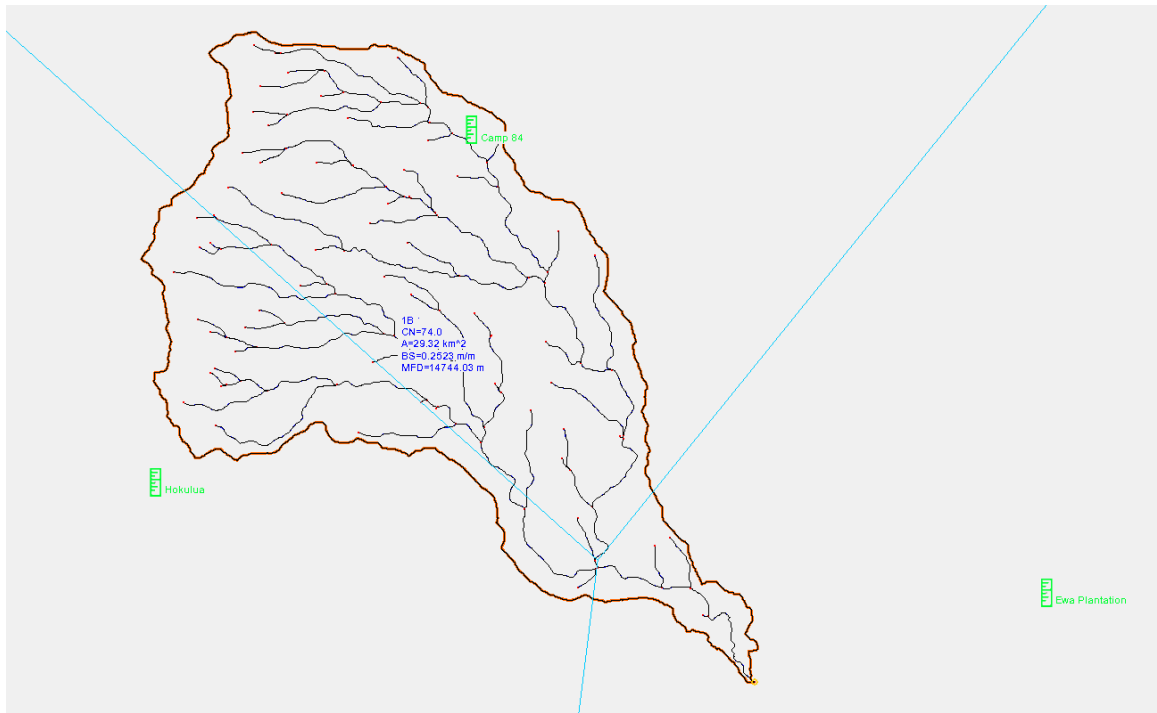 Camp 84
1B
CN=74.0
A=29.32 km^2
BS=0.2523 m/m
MFD=14744.03 m
Hokulua
Ewa Plantation